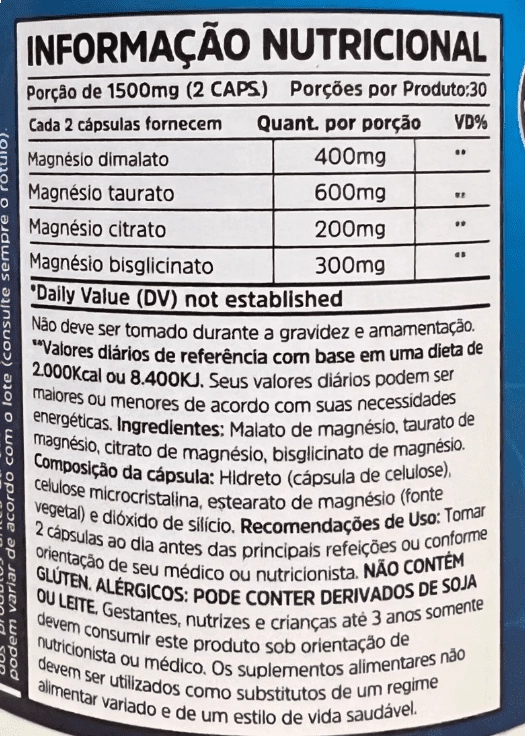 INFORMAÇÃO NUTRICIONAL
Porção de 1500mg (2 CAPS.) Porções por Produto:30
Cada 2 cápsulas fornecem Quant. por porção VD%
Magnésio dimalato 400mg **
Magnésio taurato 600mg **
Magnésio citrato 200mg **
Magnésio bisglicinato 300mg **
*Daily Value (DV) not established
Não deve ser tomado durante a gravidez e amamentação.
**Valores diários de referência com base em uma dieta de
2.000Kcal ou 8.400KJ. Seus valores diários podem ser
maiores ou menores de acordo com suas necessidades
energéticas. Ingredientes: Malato de magnésio, taurato de
magnésio, citrato de magnésio, bisglicinato de magnésio.
Composição da cápsula: Hidreto (cápsula de celulose),
celulose microcristalina, estearato de magnésio (fonte
vegetal) e dióxido de silício. Recomendações de Uso: Tomar
2 cápsulas ao dia antes das principais refeições ou conforme
orientação de seu médico ou nutricionista. NÃO CONTÉM
GLÚTEN. ALÉRGICOS: PODE CONTER DERIVADOS DE SOJA
OU LEITE. Gestantes, nutrizes e crianças até 3 anos somente
devem consumir este produto sob orientação de
nutricionista ou médico. Os suplementos alimentares não
devem ser utilizados como substitutos de um regime
alimentar variado e de um estilo de vida saudável.
podem variar de acordo com o lote (consulte sempre o rótulo).